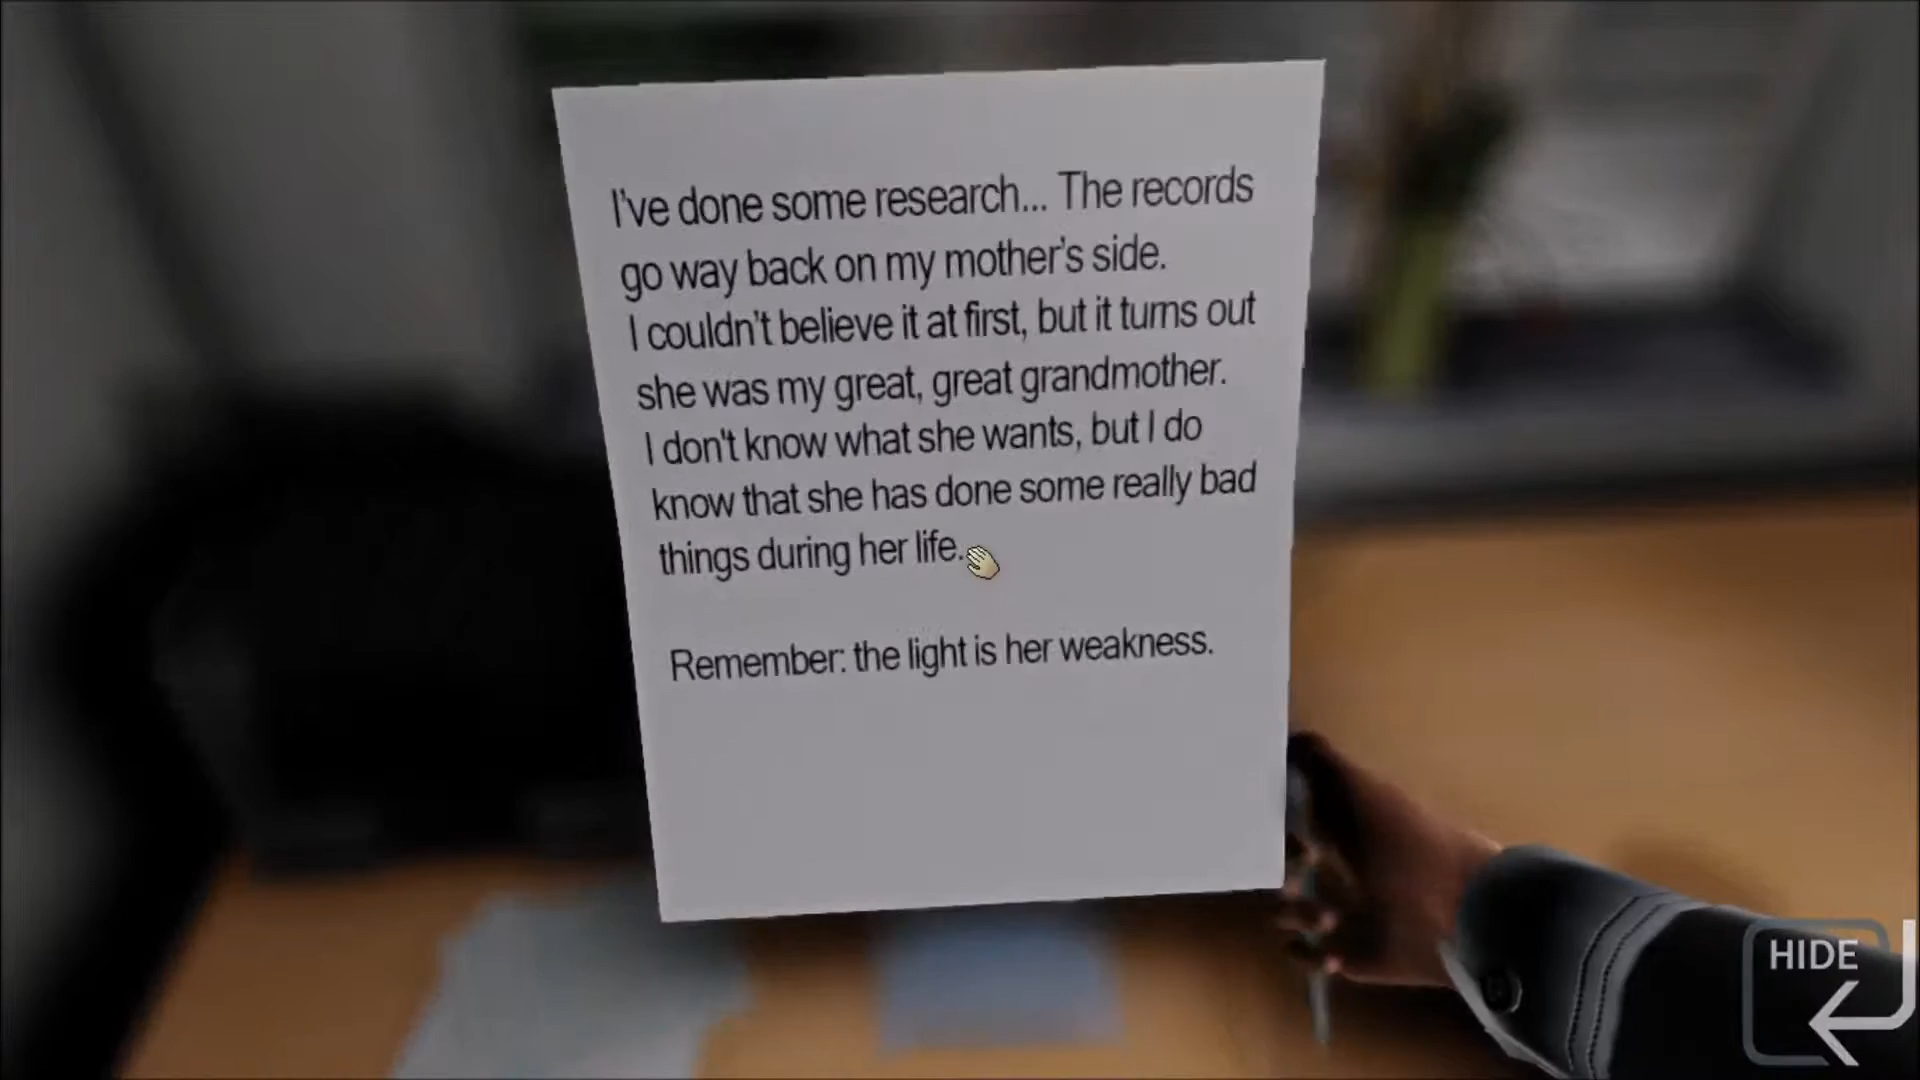 I've done some research... The records
go way back on my mother's side.
I couldn't believe it at first, but it turns out
she was my great, great grandmother.
I don't know what she wants, but I do
know that she has done some really bad
things during her life.
Remember: the light is her weakness.
HIDE